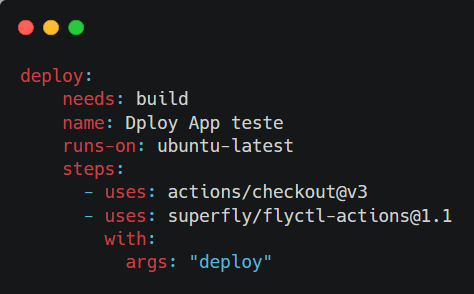 deploy:
    needs: build
    name: Dploy App teste
    runs-on: ubuntu-latest
    steps:
      - uses: actions/checkout@v3
      - uses: superfly/flyctl-actions@1.1
        with:
          args: "deploy"